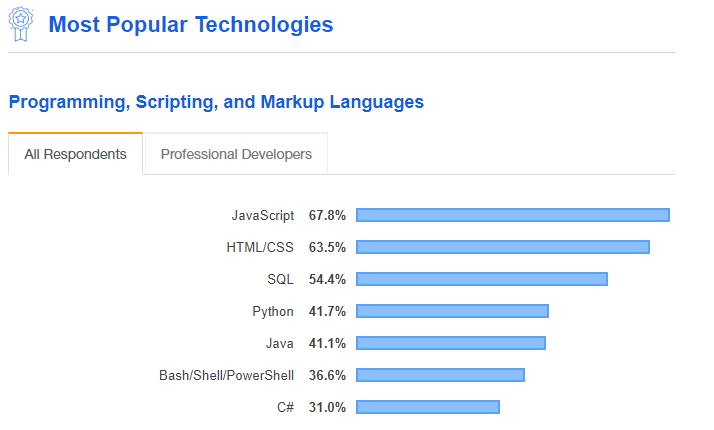 Most Popular Technologies
Programming, Scripting, and Markup Languages
All Respondents Professional Developers
JavaScript 67.8%
HTML/CSS 63.5%
SQL 54.4%
Python 41.7%
Java 41.1%
Bash/Shell/PowerShell 36.6%
C# 31.0%